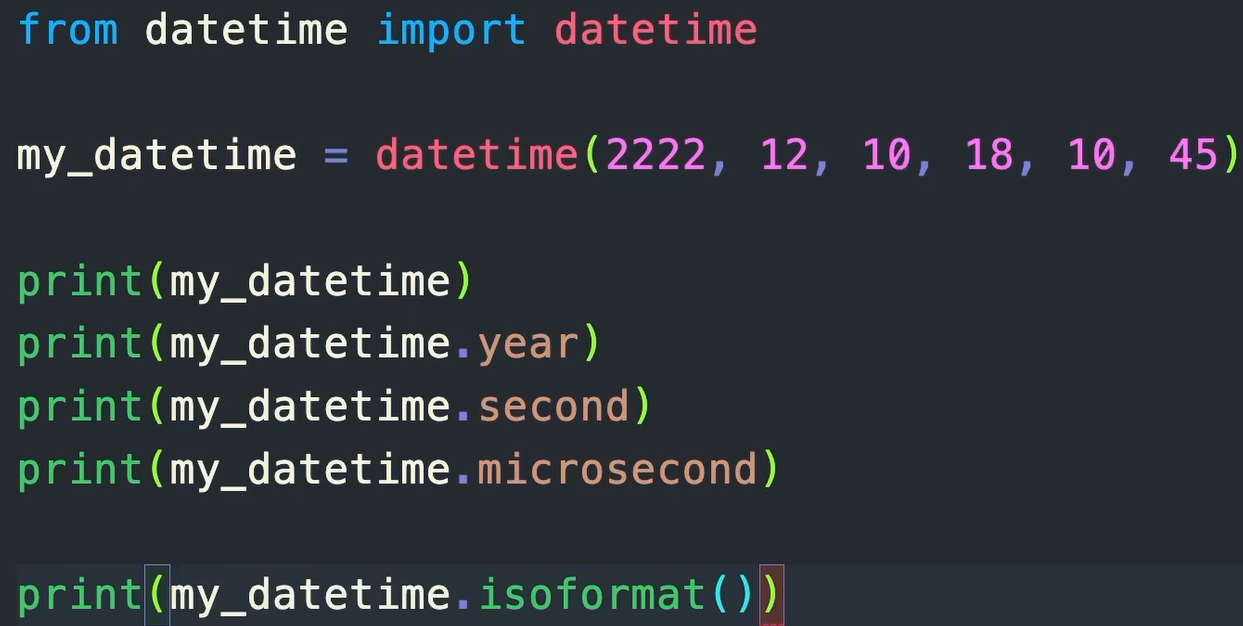 from datetime import datetime
my_datetime = datetime(2222, 12, 10, 18, 10, 45)
print(my_datetime)
print(my_datetime.year)
print(my_datetime.second)
print(my_datetime.microsecond)
print(my_datetime.isoformat())